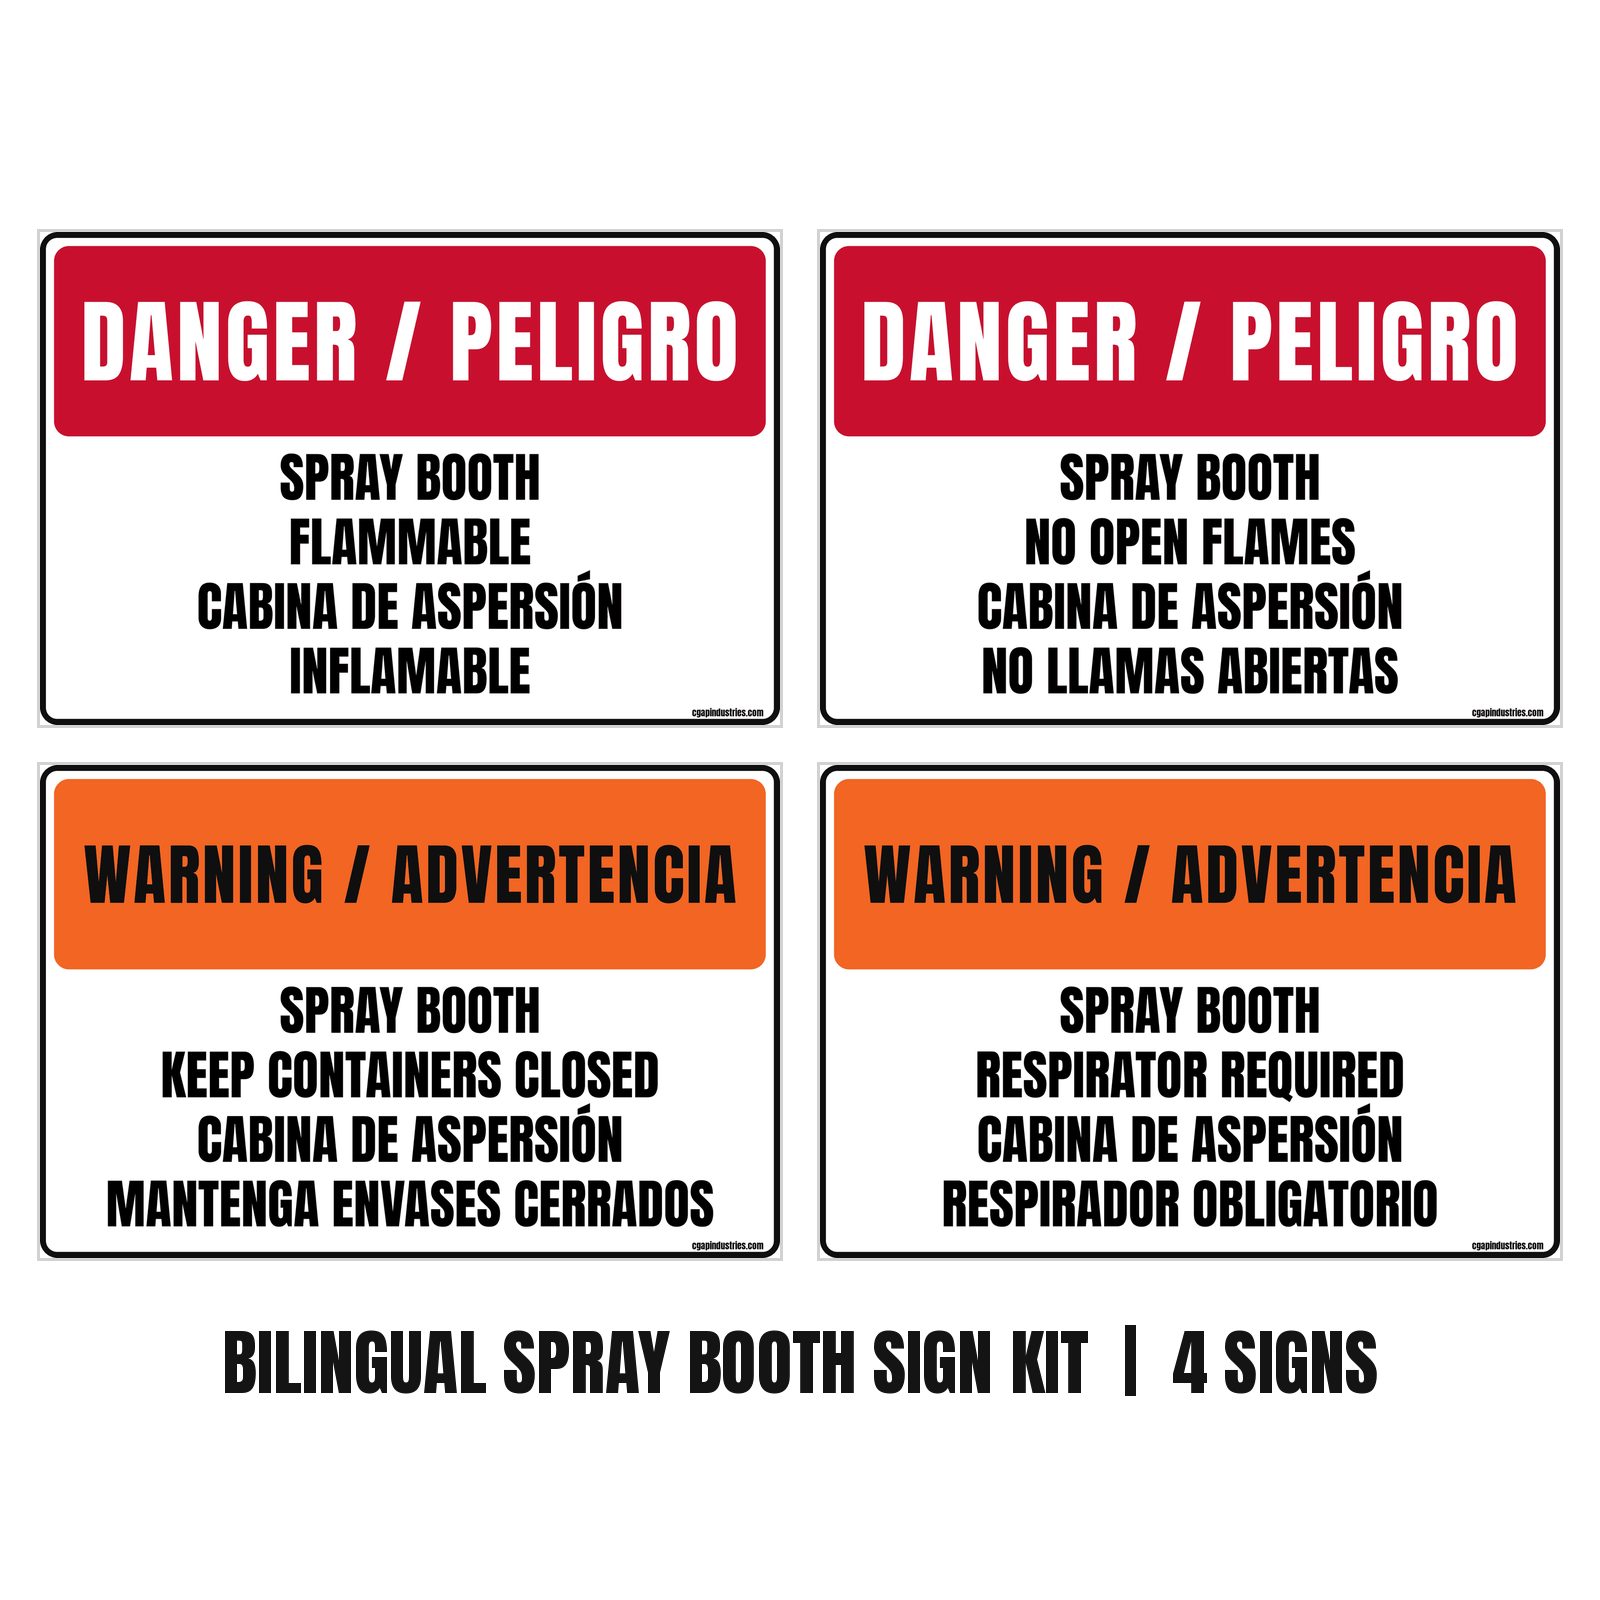 DANGER / PELIGRO
SPRAY BOOTH
FLAMMABLE
CABINA DE ASPERSIÓN
INFLAMABLE
cgapindustries.com
DANGER / PELIGRO
SPRAY BOOTH
NO OPEN FLAMES
CABINA DE ASPERSIÓN
NO LLAMAS ABIERTAS
cgapindustries.com
WARNING / ADVERTENCIA
SPRAY BOOTH
KEEP CONTAINERS CLOSED
CABINA DE ASPERSIÓN
MANTENGA ENVASES CERRADOS
cgapindustries.com
WARNING / ADVERTENCIA
SPRAY BOOTH
RESPIRATOR REQUIRED
CABINA DE ASPERSIÓN
RESPIRADOR OBLIGATORIO
cgapindustries.com
BILINGUAL SPRAY BOOTH SIGN KIT | 4 SIGNS